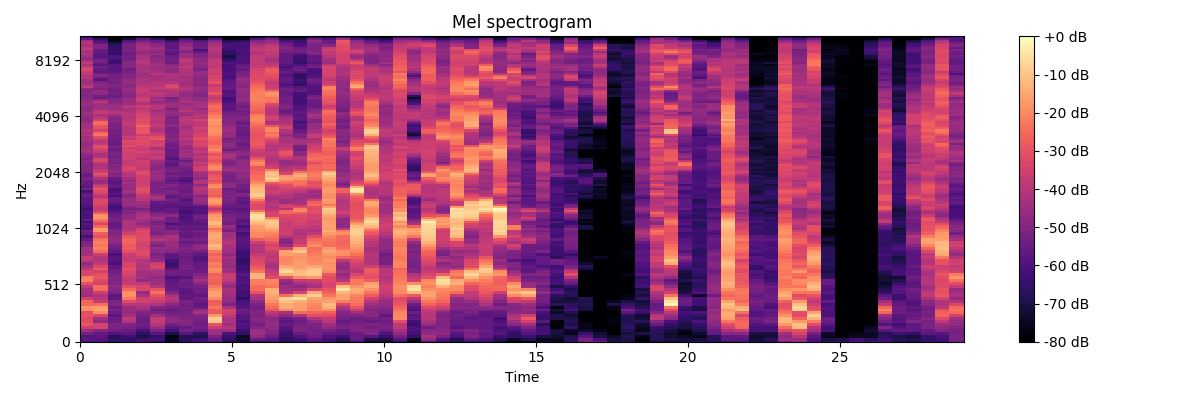 Mel spectrogram
Hz
8192
4096
2048
1024
512
0
0 5 10 15 20 25
Time
+0 dB
-10 dB
-20 dB
-30 dB
-40 dB
-50 dB
-60 dB
-70 dB
-80 dB